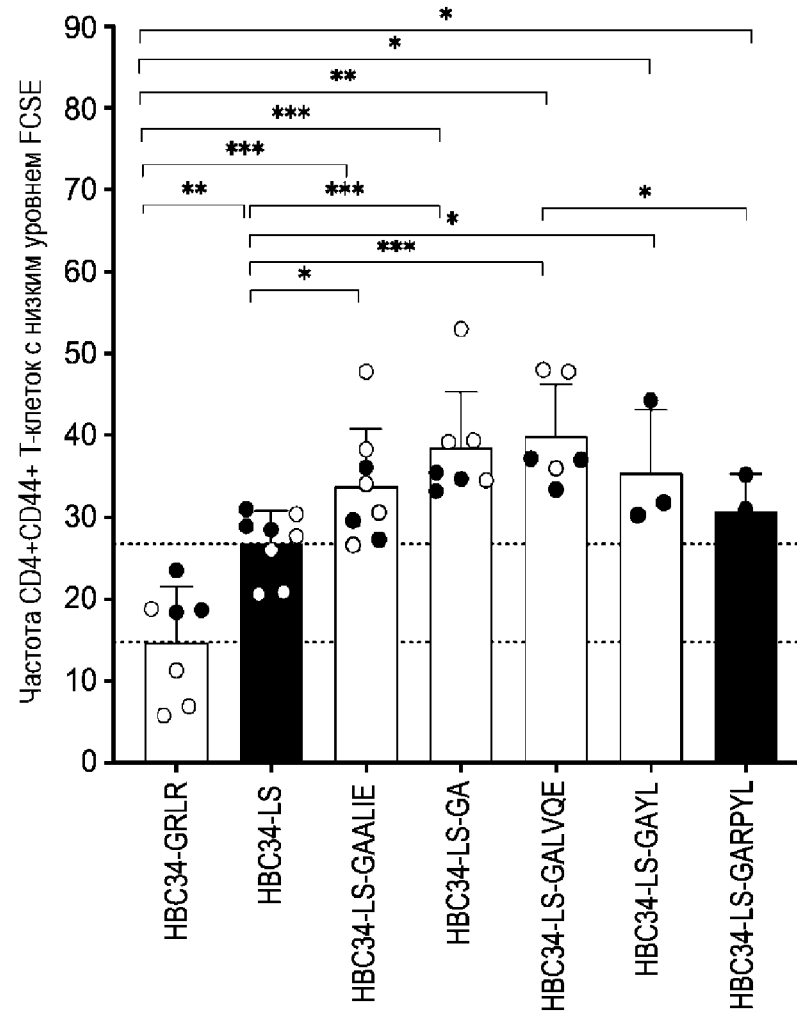 Частота CD4+CD44+ Т-клеток с низким уровнем FCSE
90
80
70
60
50
40
30
20
10
0
*
*
**
***
***
**
***
*
*
***
*
HBC34-GRLR
HBC34-LS
HBC34-LS-GAALIE
HBC34-LS-GA
HBC34-LS-GALVQE
HBC34-LS-GAYL
HBC34-LS-GARPYL